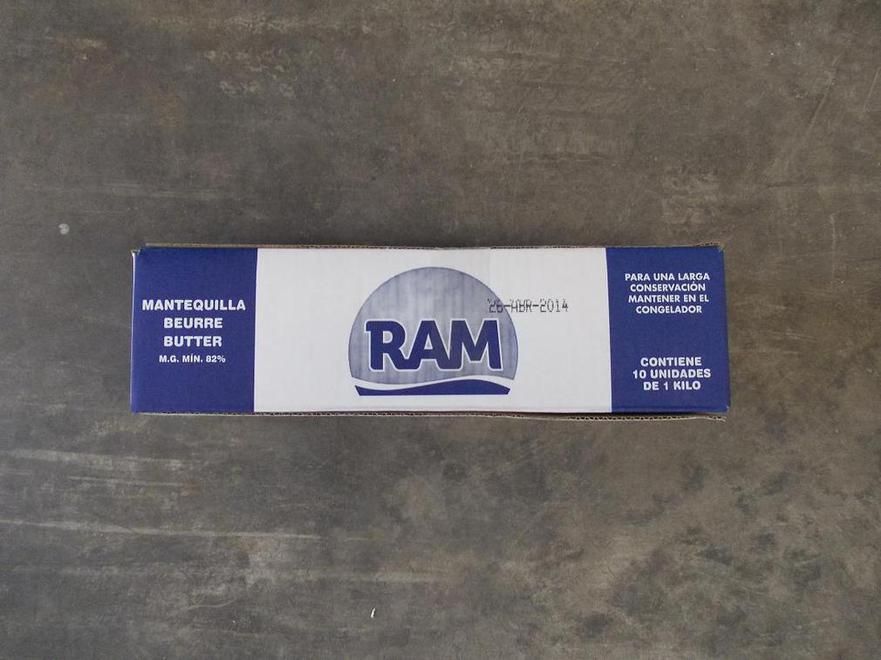 MANTEQUILLA
BEURRE
BUTTER
M.G. MÍN. 82%
RAM
26-ABR-2014
PARA UNA LARGA
CONSERVACIÓN
MANTENER EN EL
CONGELADOR
CONTIENE
10 UNIDADES
DE 1 KILO